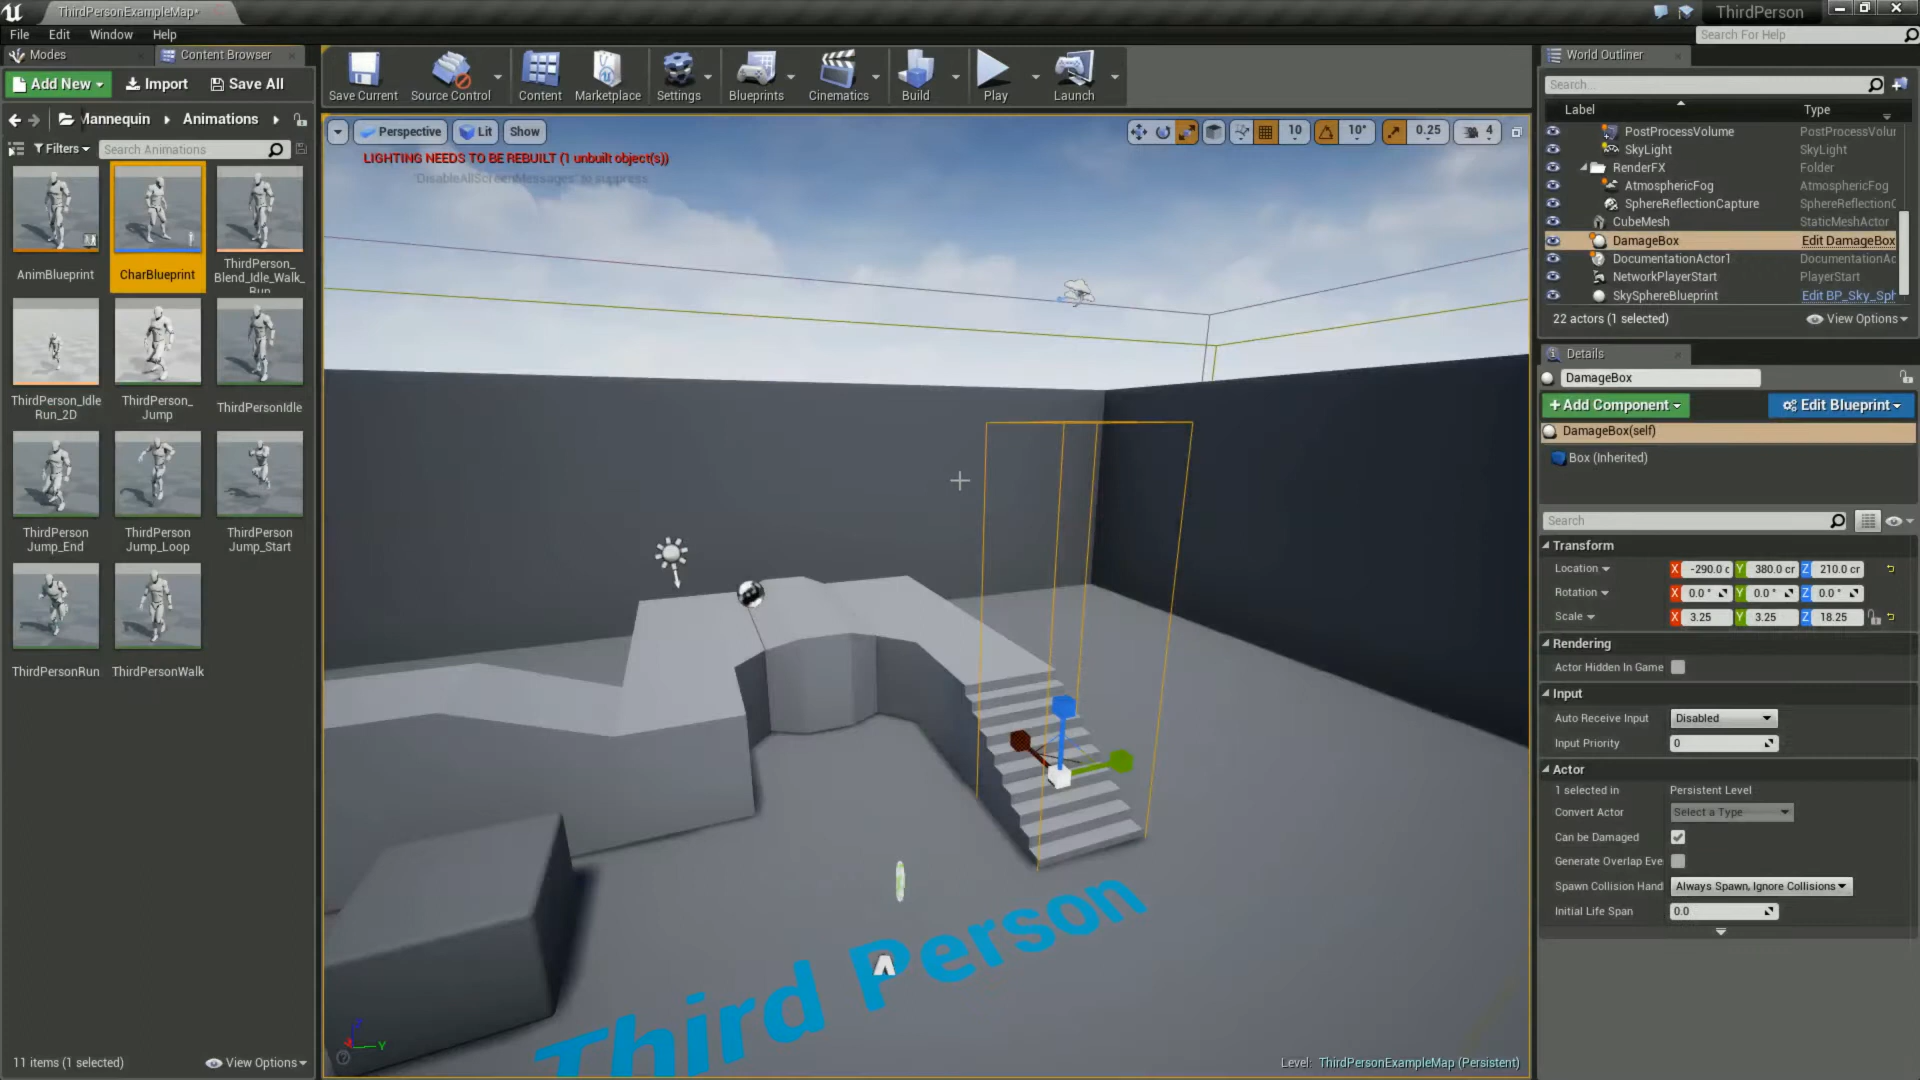 ThirdPersonExampleMap*
ThirdPerson
File Edit Window Help
Search For Help
Modes
Content Browser
Add New
Import
Save All
Mannequin
Animations
Filters
Search Animations
AnimBlueprint
CharBlueprint
ThirdPerson_
Blend_Idle_Walk_
Run
ThirdPerson_Idle
Run_2D
ThirdPerson_
Jump
ThirdPersonIdle
ThirdPerson
Jump_End
ThirdPerson
Jump_Loop
ThirdPerson
Jump_Start
ThirdPersonRun
ThirdPersonWalk
11 items (1 selected)
View Options
Save Current
Source Control
Content
Marketplace
Settings
Blueprints
Cinematics
Build
Play
Launch
Perspective
Lit
Show
10
10°
0.25
4
LIGHTING NEEDS TO BE REBUILT (1 unbuilt object(s))
'DisableAllScreenMessages' to suppress
Third Person
Y
Level: ThirdPersonExampleMap (Persistent)
World Outliner
Search...
Label Type
PostProcessVolume PostProcessVolur
SkyLight SkyLight
RenderFX Folder
AtmosphericFog AtmosphericFog
SphereReflectionCapture SphereReflectionC
CubeMesh StaticMeshActor
DamageBox Edit DamageBox
DocumentationActor1 DocumentationAc
NetworkPlayerStart PlayerStart
SkySphereBlueprint Edit BP_Sky_Sph
22 actors (1 selected)
View Options
Details
DamageBox
+Add Component
Edit Blueprint
DamageBox(self)
Box (Inherited)
Search
Transform
Location X -290.0 c Y 380.0 cr Z 210.0 cr
Rotation X 0.0 ° Y 0.0 ° Z 0.0 °
Scale X 3.25 Y 3.25 Z 18.25
Rendering
Actor Hidden In Game
Input
Auto Receive Input Disabled
Input Priority 0
Actor
1 selected in Persistent Level
Convert Actor Select a Type
Can be Damaged
Generate Overlap Eve
Spawn Collision Hand Always Spawn, Ignore Collisions
Initial Life Span 0.0